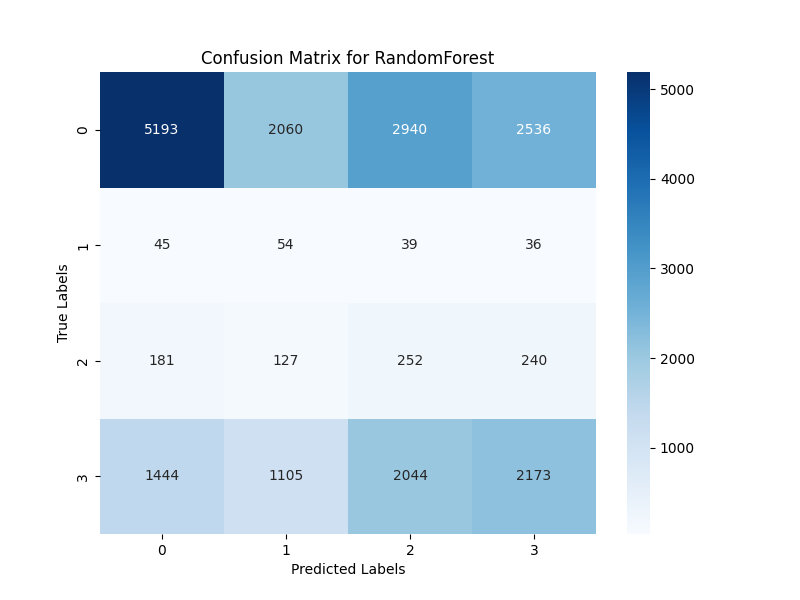 Confusion Matrix for RandomForest
0 5193 2060 2940 2536
1 45 54 39 36
2 181 127 252 240
3 1444 1105 2044 2173
0 1 2 3
Predicted Labels
True Labels
5000
4000
3000
2000
1000